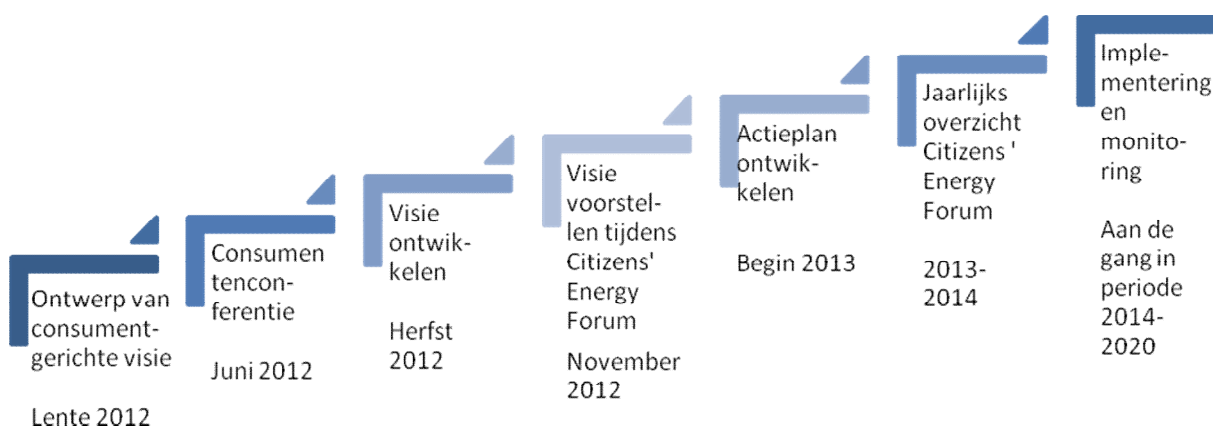 Ontwerp van
consument-
gerichte visie
Lente 2012
Consumen
tencon-
ferentie
Juni 2012
Visie
ontwik-
kelen
Herfst
2012
Visie
voorstel-
len tijdens
Citizens'
Energy
Forum
November
2012
Actieplan
ontwik-
kelen
Begin 2013
Jaarlijks
overzicht
Citizens '
Energy
Forum
2013-
2014
Imple-
mentering
en
monito-
ring
Aan de
gang in
periode
2014-
2020